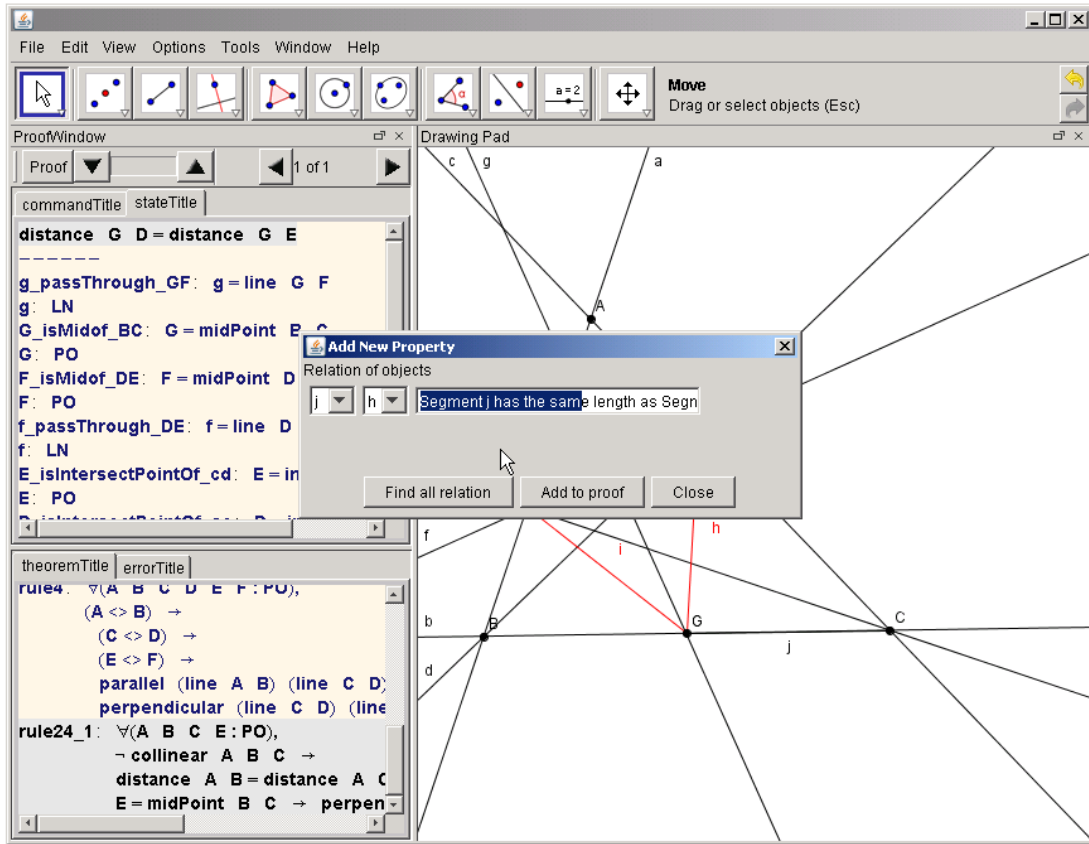 File Edit View Options Tools Window Help
α
a=2
Move
Drag or select objects (Esc)
ProofWindow
Drawing Pad
Proof
1 of 1
commandTitle stateTitle
distance G D = distance G E
------
g_passThrough_GF: g = line G F
g: LN
G_isMidof_BC: G = midPoint B C
G: PO
F_isMidof_DE: F = midPoint D
F: PO
f_passThrough_DE: f = line D
f: LN
E_isIntersectPointOf_cd: E = in
E: PO
Add New Property
Relation of objects
j h Segment j has the same length as Segn
Find all relation Add to proof Close
theoremTitle errorTitle
rule4: ∀(A B C D E F : PO),
(A <> B) →
(C <> D) →
(E <> F) →
parallel (line A B) (line C D)
perpendicular (line C D) (line
rule24_1: ∀(A B C E : PO),
¬ collinear A B C →
distance A B = distance A C
E = midPoint B C → perpen
c g a
A
f
i
h
b
B
G
C
j
d